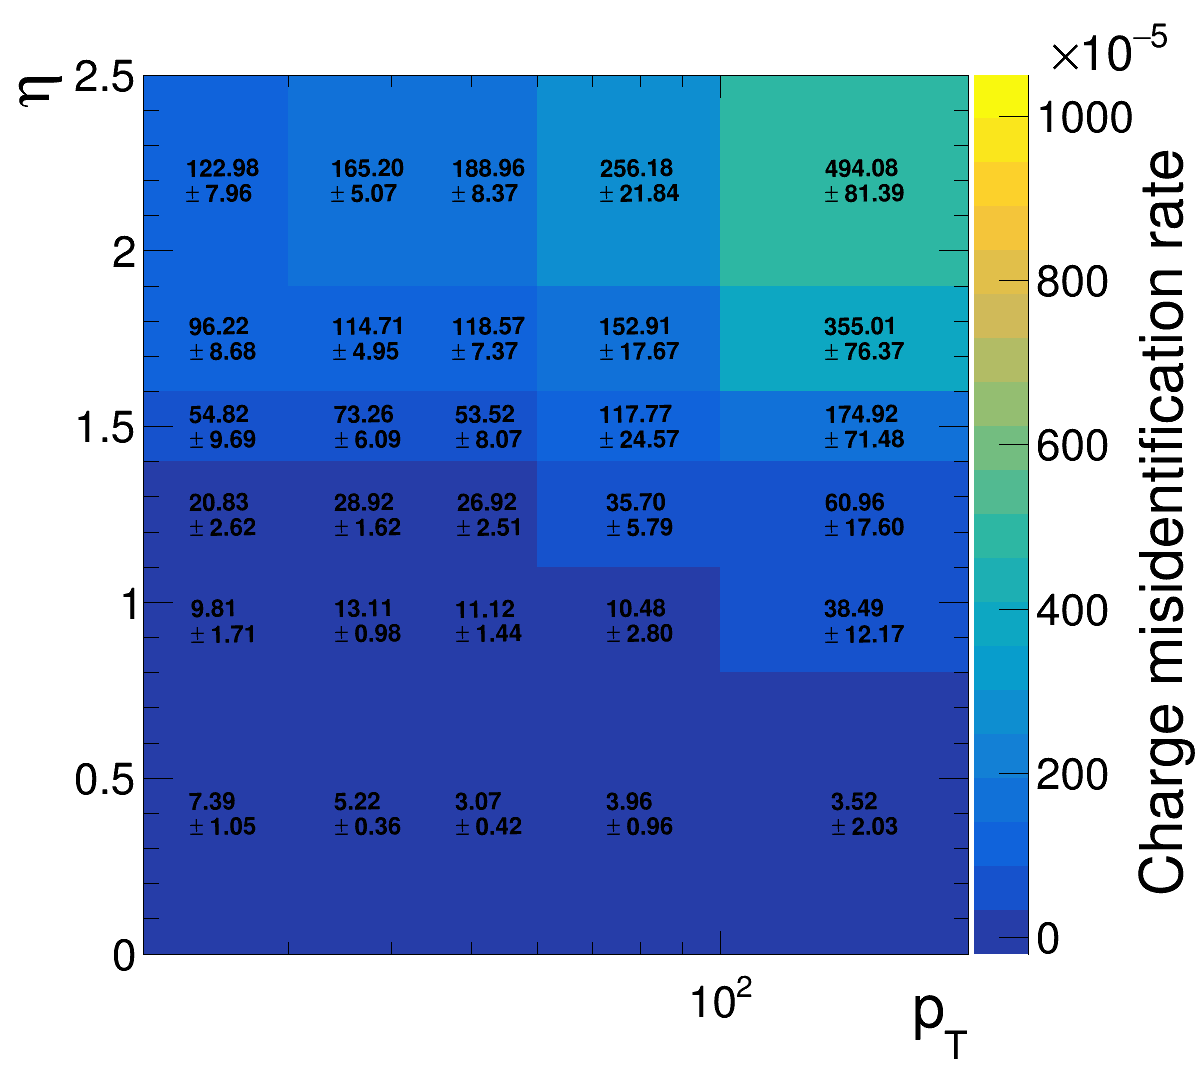 ×10⁻⁵
η
2.5
2
1.5
1
0.5
0
122.98 165.20 188.96 256.18 494.08
± 7.96 ± 5.07 ± 8.37 ± 21.84 ± 81.39
96.22 114.71 118.57 152.91 355.01
± 8.68 ± 4.95 ± 7.37 ± 17.67 ± 76.37
54.82 73.26 53.52 117.77 174.92
± 9.69 ± 6.09 ± 8.07 ± 24.57 ± 71.48
20.83 28.92 26.92 35.70 60.96
± 2.62 ± 1.62 ± 2.51 ± 5.79 ± 17.60
9.81 13.11 11.12 10.48 38.49
± 1.71 ± 0.98 ± 1.44 ± 2.80 ± 12.17
7.39 5.22 3.07 3.96 3.52
± 1.05 ± 0.36 ± 0.42 ± 0.96 ± 2.03
10²
p_T
1000
800
600
400
200
0
Charge misidentification rate